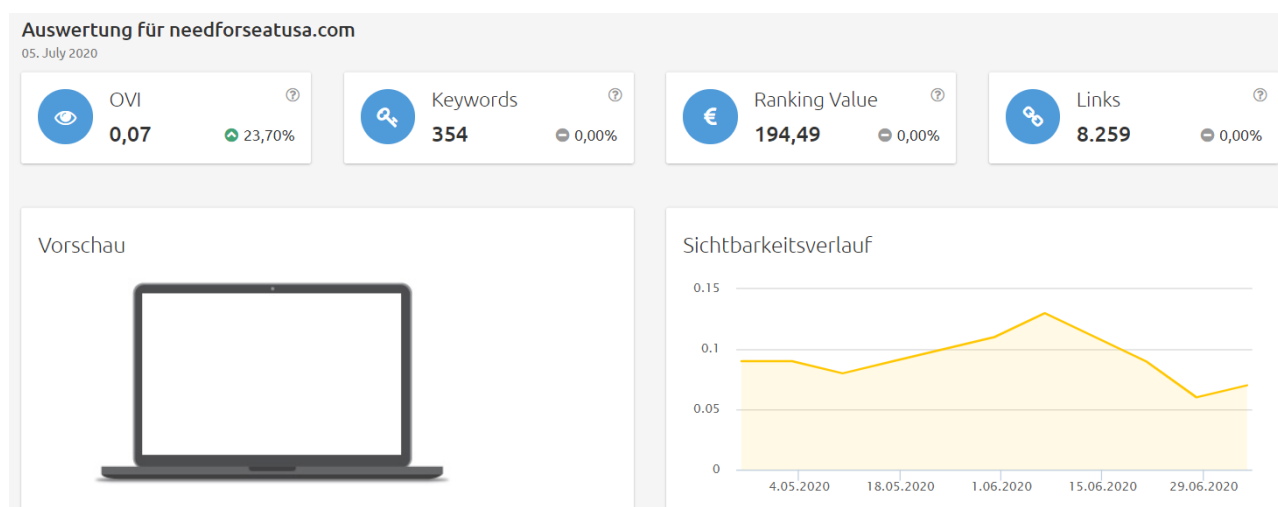 Auswertung für needforseatusa.com
05. July 2020
OVI
0,07
23,70%
Keywords
354
0,00%
Ranking Value
194,49
0,00%
Links
8.259
0,00%
Vorschau
Sichtbarkeitsverlauf
0.15
0.1
0.05
0
4.05.2020 18.05.2020 1.06.2020 15.06.2020 29.06.2020